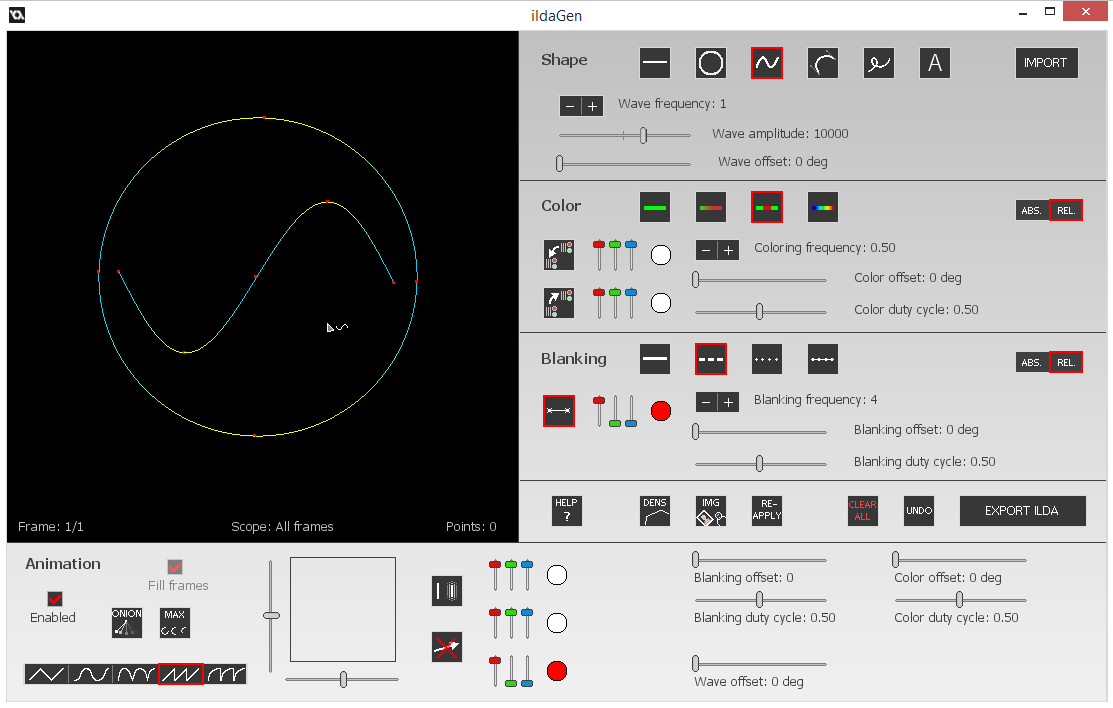 ildaGen
Shape
A
IMPORT
Wave frequency: 1
Wave amplitude: 10000
Wave offset: 0 deg
Color
ABS. REL.
Coloring frequency: 0.50
Color offset: 0 deg
Color duty cycle: 0.50
Blanking
ABS. REL.
Blanking frequency: 4
Blanking offset: 0 deg
Blanking duty cycle: 0.50
HELP
?
DENS
IMG
RE-
APPLY
CLEAR
ALL
UNDO
EXPORT ILDA
Frame: 1/1
Scope: All frames
Points: 0
Animation
Fill frames
Enabled
ONION
MAX
Blanking offset: 0
Color offset: 0 deg
Blanking duty cycle: 0.50
Color duty cycle: 0.50
Wave offset: 0 deg